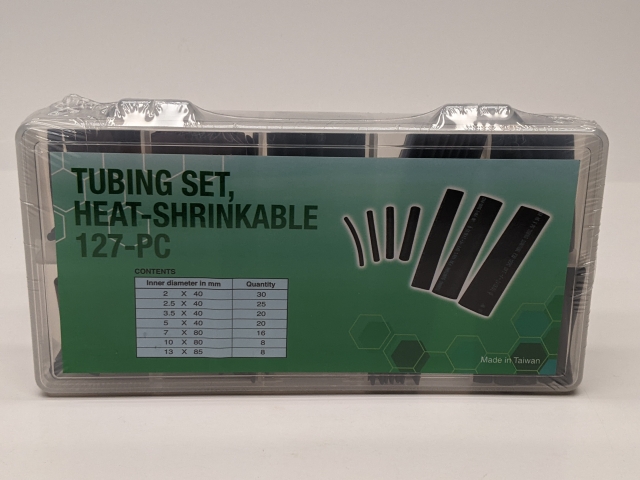 TUBING SET,
HEAT-SHRINKABLE
127-PC
CONTENTS
Inner diameter in mm Quantity
2 X 40 30
2.5 X 40 25
3.5 X 40 20
5 X 40 20
7 X 80 16
10 X 80 8
13 X 85 8
Made in Taiwan